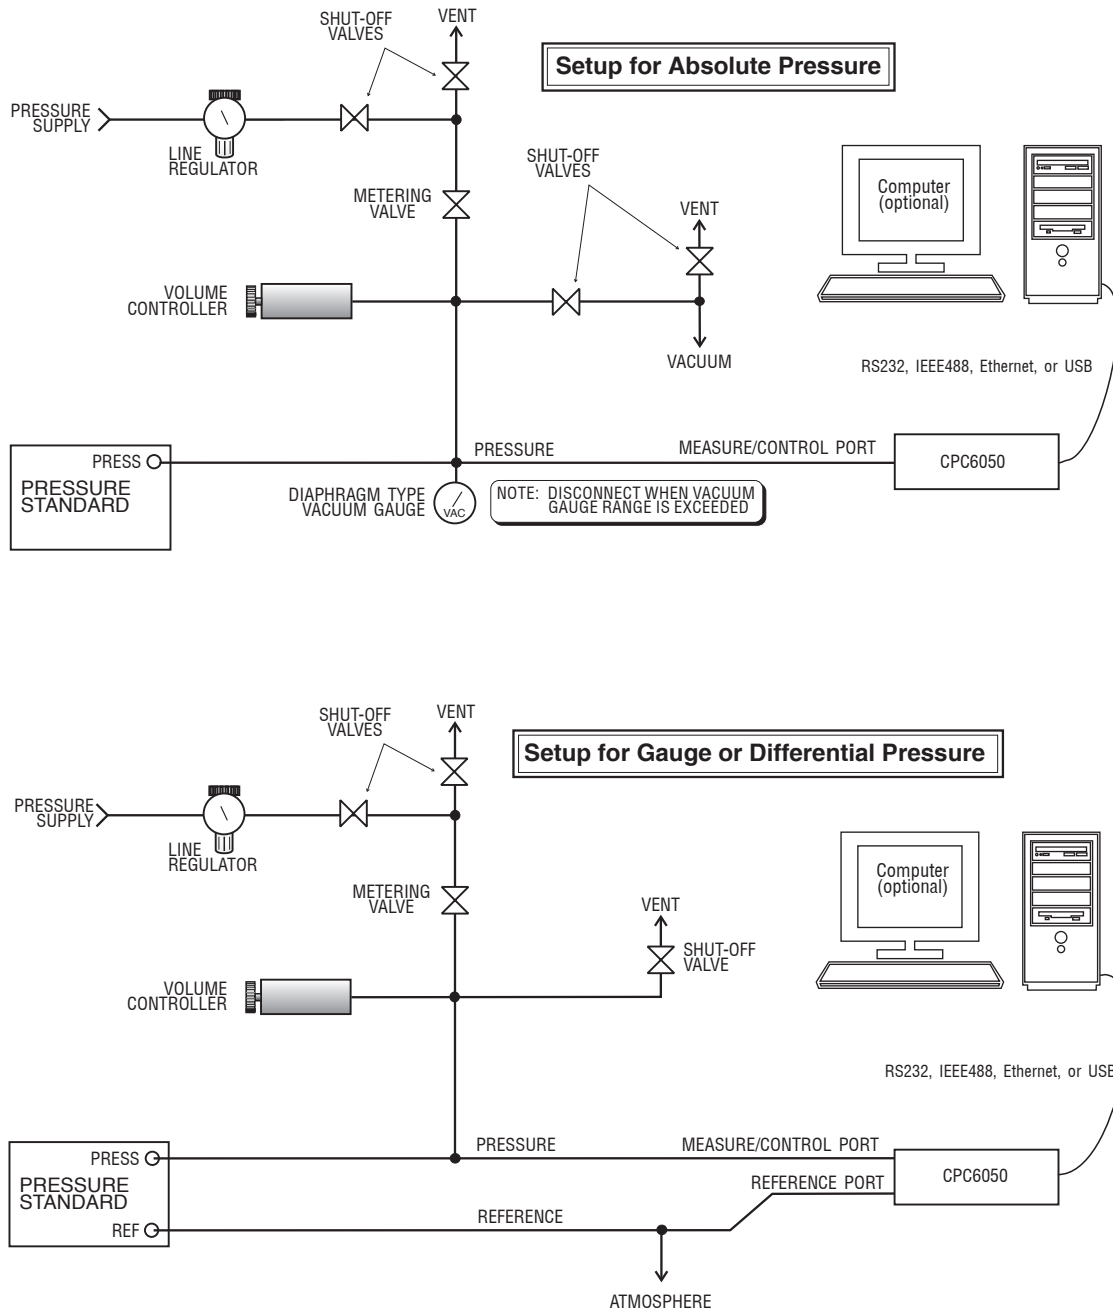 SHUT-OFF
VALVES
VENT
Setup for Absolute Pressure
PRESSURE
SUPPLY
LINE
REGULATOR
SHUT-OFF
VALVES
METERING
VALVE
VENT
Computer
(optional)
VOLUME
CONTROLLER
VACUUM
RS232, IEEE488, Ethernet, or USB
PRESS
PRESSURE
STANDARD
PRESSURE
MEASURE/CONTROL PORT
CPC6050
DIAPHRAGM TYPE
VACUUM GAUGE
VAC
NOTE: DISCONNECT WHEN VACUUM
GAUGE RANGE IS EXCEEDED
SHUT-OFF
VALVES
VENT
Setup for Gauge or Differential Pressure
PRESSURE
SUPPLY
LINE
REGULATOR
METERING
VALVE
VENT
SHUT-OFF
VALVE
Computer
(optional)
VOLUME
CONTROLLER
RS232, IEEE488, Ethernet, or USB
PRESS
PRESSURE
STANDARD
REF
PRESSURE
MEASURE/CONTROL PORT
REFERENCE PORT
CPC6050
REFERENCE
ATMOSPHERE